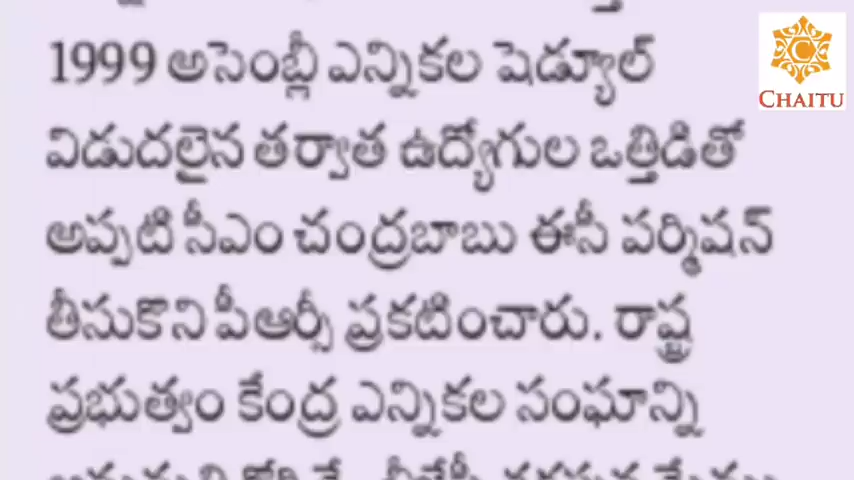 1999 అసెంబ్లీ ఎన్నికల షెడ్యూల్
విడుదలైన తర్వాత ఉద్యోగుల ఒత్తిడితో
అప్పటి సీఎం చంద్రబాబు ఈసీ పర్మిషన్
తీసుకొని పీఆర్సీ ప్రకటించారు. రాష్ట్ర
ప్రభుత్వం కేంద్ర ఎన్నికల సంఘాన్ని
CHAITU